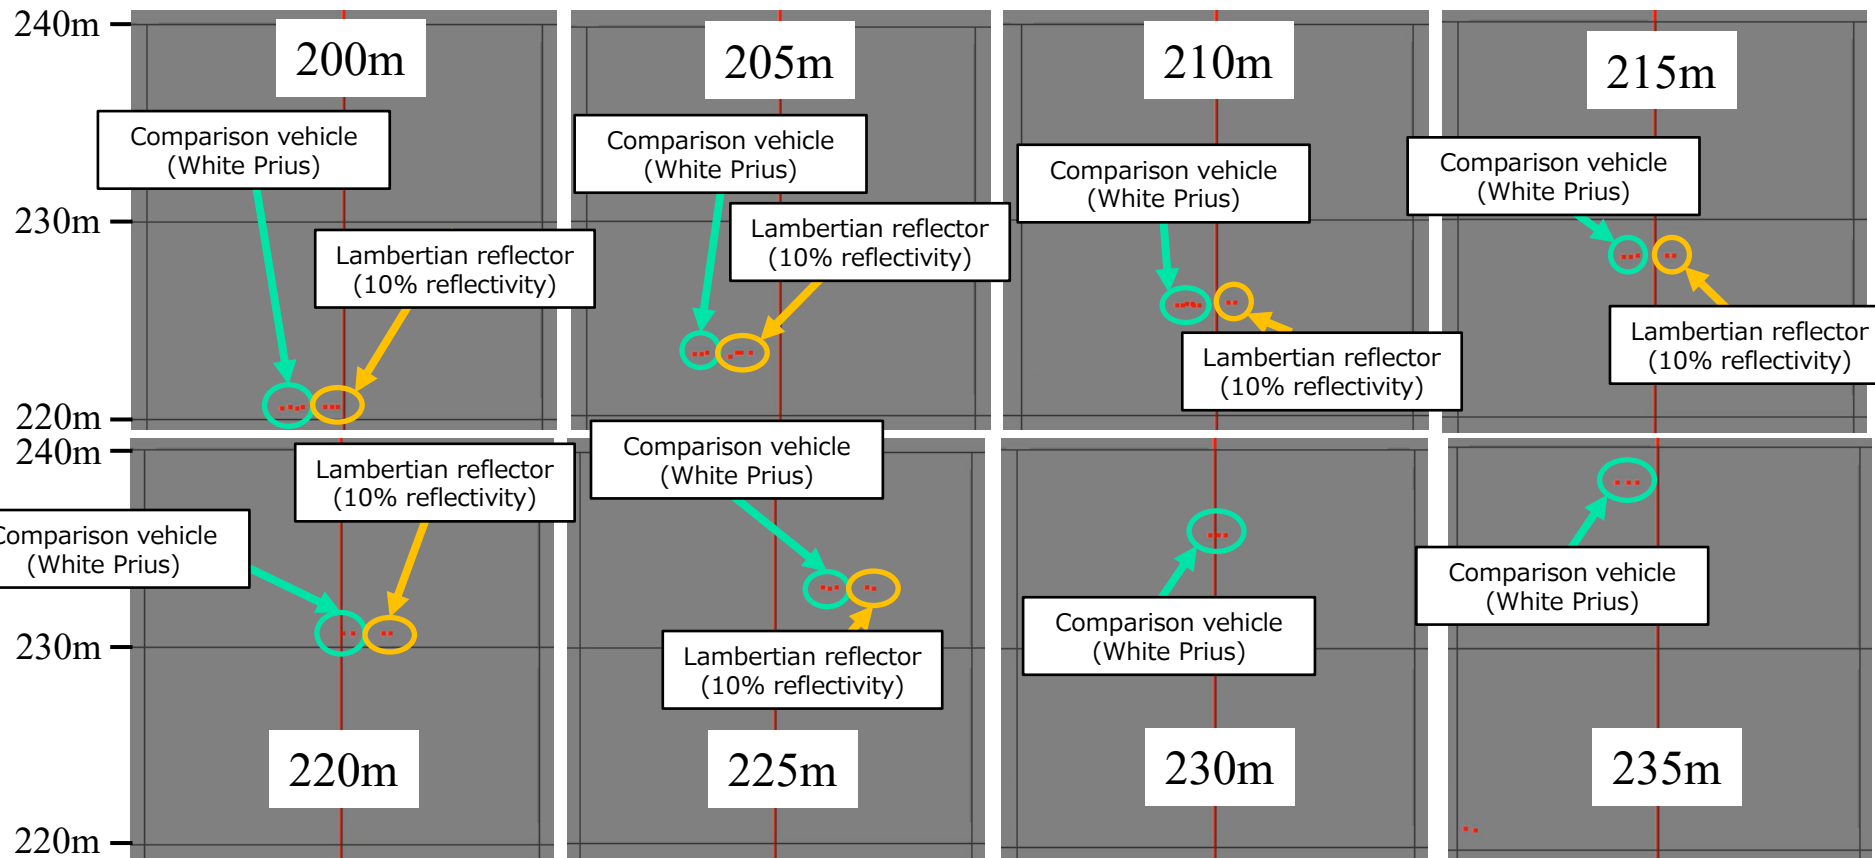 240m
200m
205m
210m
215m
Comparison vehicle
(White Prius)
Comparison vehicle
(White Prius)
Comparison vehicle
(White Prius)
Comparison vehicle
(White Prius)
230m
Lambertian reflector
(10% reflectivity)
Lambertian reflector
(10% reflectivity)
Lambertian reflector
(10% reflectivity)
Lambertian reflector
(10% reflectivity)
220m
240m
Lambertian reflector
(10% reflectivity)
Comparison vehicle
(White Prius)
omparison vehicle
(White Prius)
Comparison vehicle
(White Prius)
Comparison vehicle
(White Prius)
230m
Lambertian reflector
(10% reflectivity)
220m
225m
230m
235m
220m